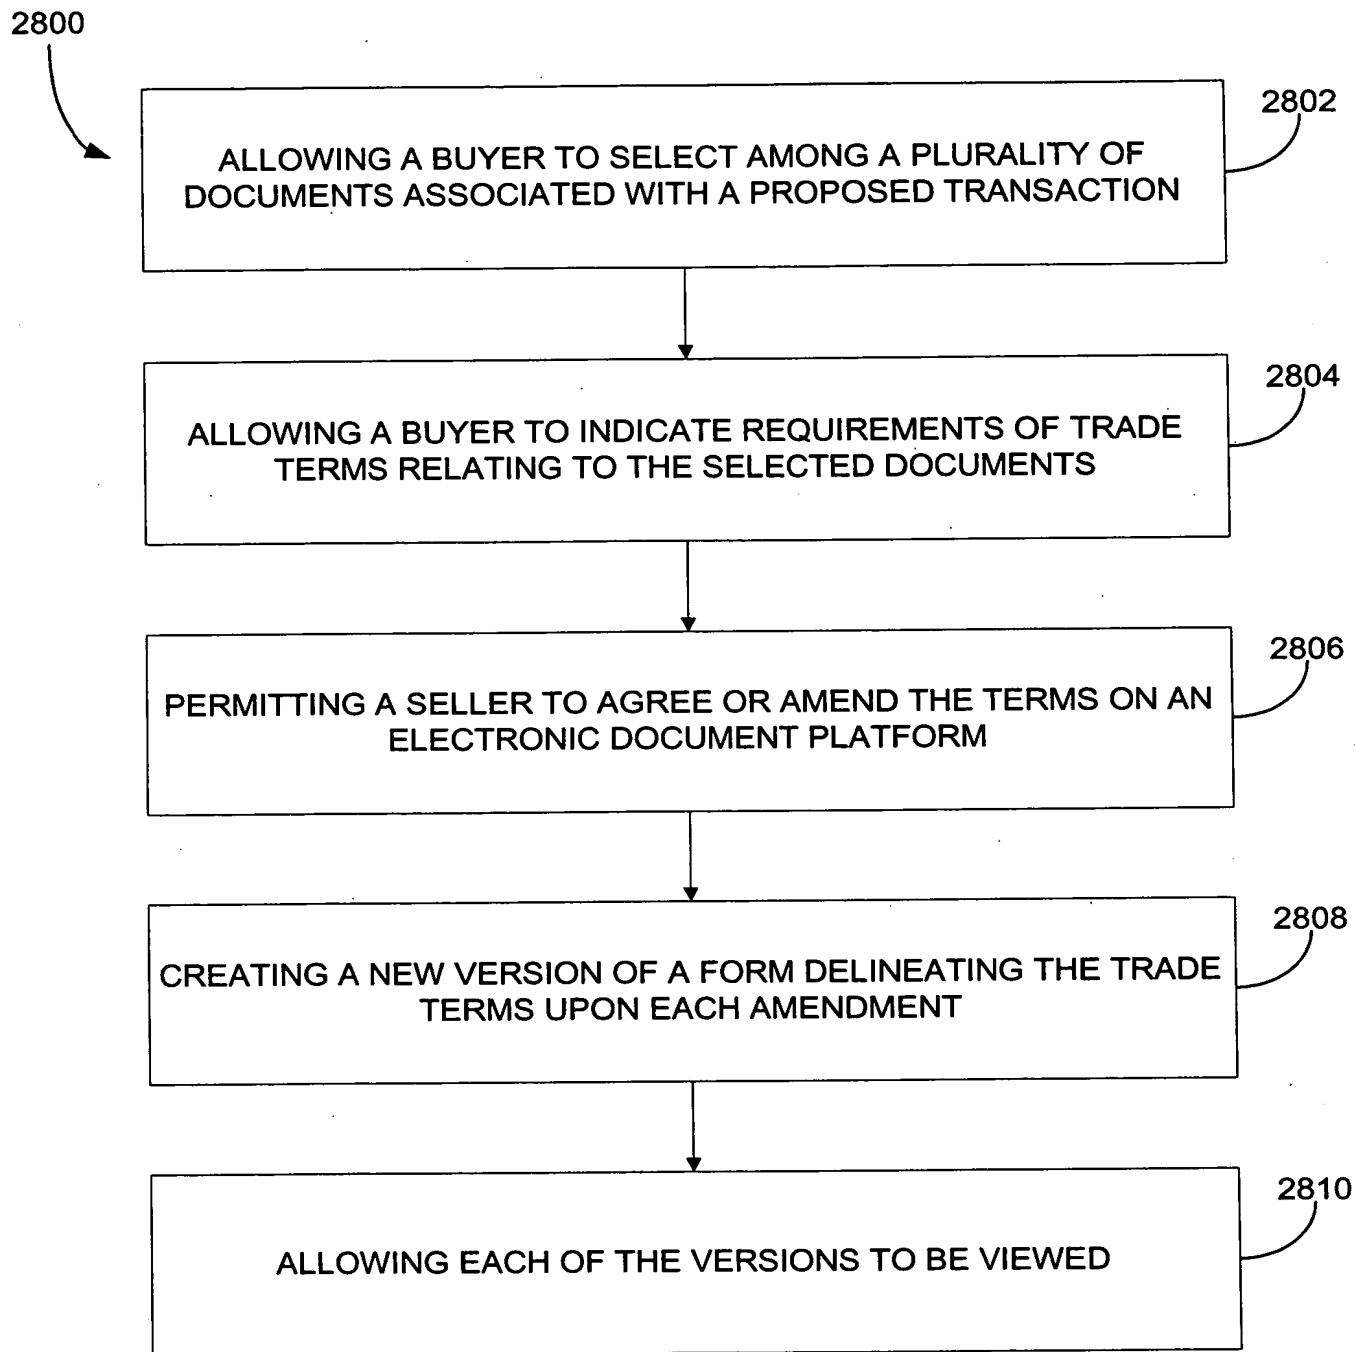 2800
2802
ALLOWING A BUYER TO SELECT AMONG A PLURALITY OF
DOCUMENTS ASSOCIATED WITH A PROPOSED TRANSACTION
2804
ALLOWING A BUYER TO INDICATE REQUIREMENTS OF TRADE
TERMS RELATING TO THE SELECTED DOCUMENTS
2806
PERMITTING A SELLER TO AGREE OR AMEND THE TERMS ON AN
ELECTRONIC DOCUMENT PLATFORM
2808
CREATING A NEW VERSION OF A FORM DELINEATING THE TRADE
TERMS UPON EACH AMENDMENT
2810
ALLOWING EACH OF THE VERSIONS TO BE VIEWED